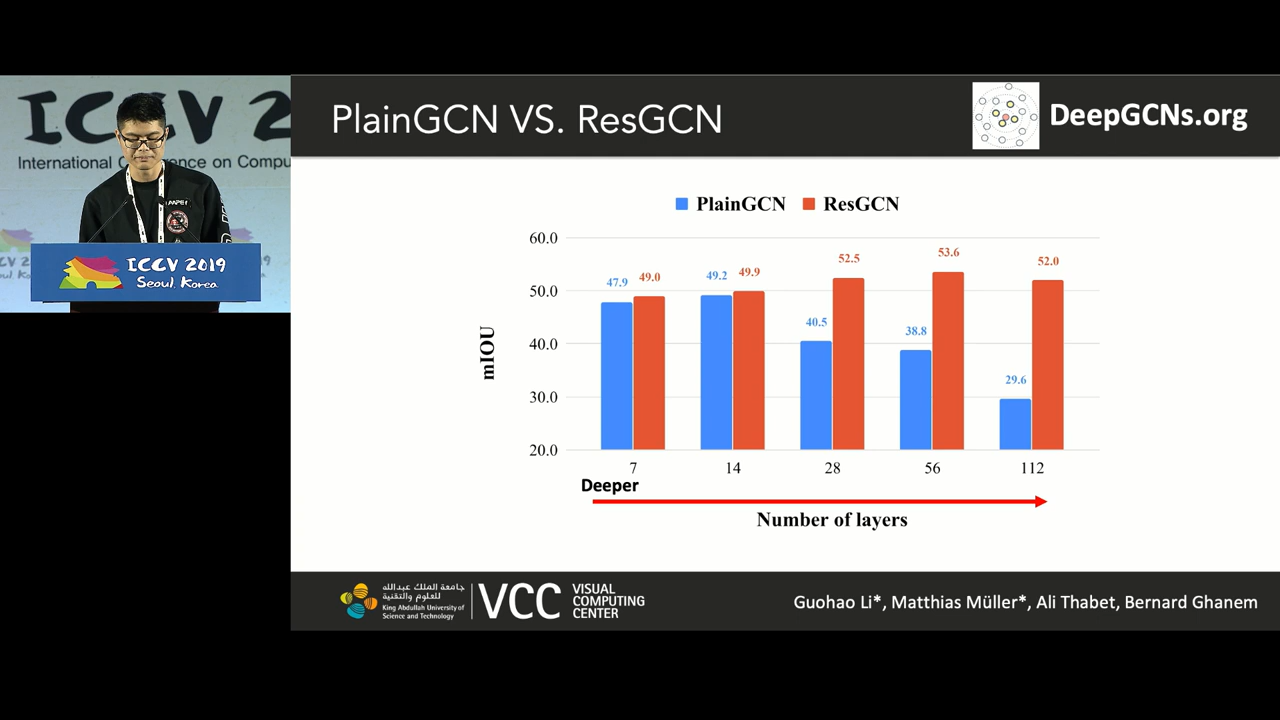 ICCV 2
International Conference on Compu
ICCV 2019
Seoul, Korea
PlainGCN VS. ResGCN
DeepGCNs.org
PlainGCN ResGCN
60.0
50.0
40.0
30.0
20.0
mIOU
47.9 49.0 49.2 49.9 40.5 52.5 38.8 53.6 29.6 52.0
7 14 28 56 112
Deeper
Number of layers
جامعة الملك عبدالله
للعلوم والتقنية
King Abdullah University of
Science and Technology
VCC
VISUAL
COMPUTING
CENTER
Guohao Li*, Matthias Müller*, Ali Thabet, Bernard Ghanem